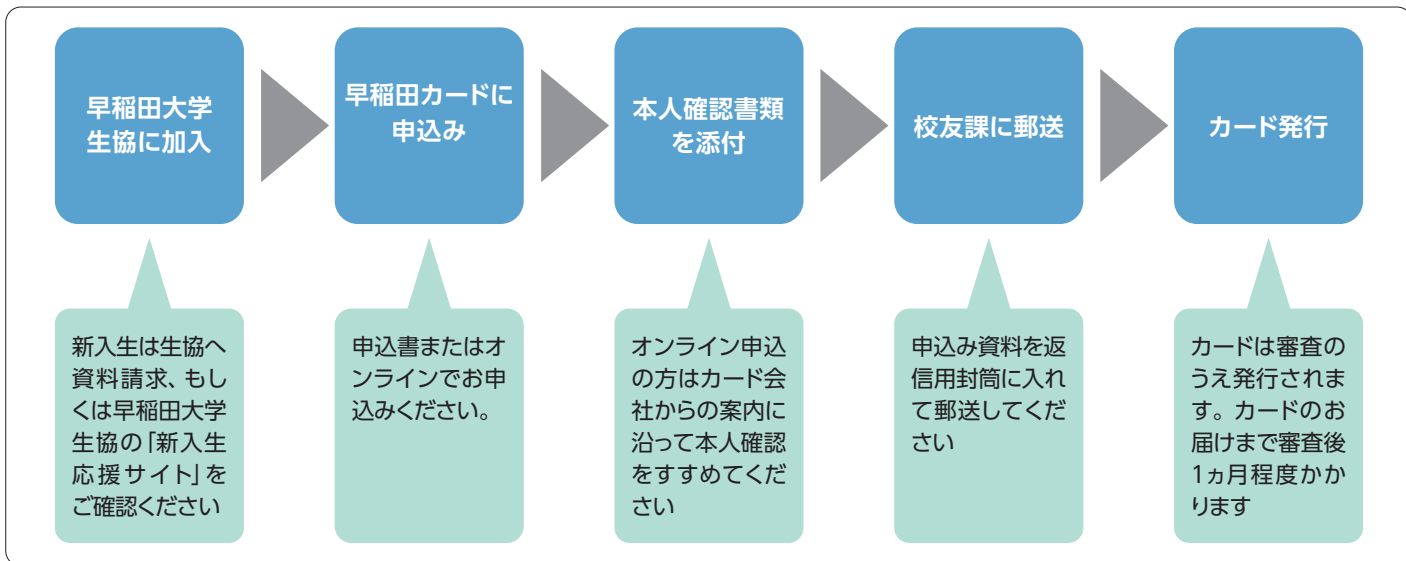 早稲田大学
生協に加入
早稲田カードに
申込み
本人確認書類
を添付
校友課に郵送
カード発行
新入生は生協へ
資料請求、もし
くは早稲田大学
生協の「新入生
応援サイト」を
ご確認ください
申込書またはオ
ンラインでお申
込みください。
オンライン申込
の方はカード会
社からの案内に
沿って本人確認
をすすめてくだ
さい
申込み資料を返
信用封筒に入れ
て郵送してくだ
さい
カードは審査の
うえ発行されま
す。カードのお
届けまで審査後
1ヵ月程度かか
ります